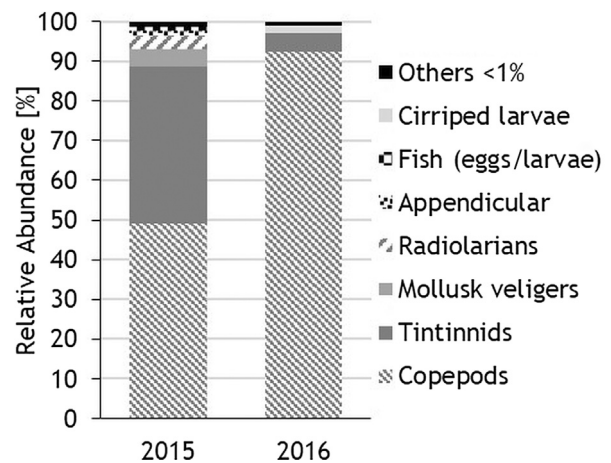 Relative Abundance [%]
100
90
80
70
60
50
40
30
20
10
0
2015
2016
Others <1%
Cirriped larvae
Fish (eggs/larvae)
Appendicular
Radiolarians
Mollusk veligers
Tintinnids
Copepods